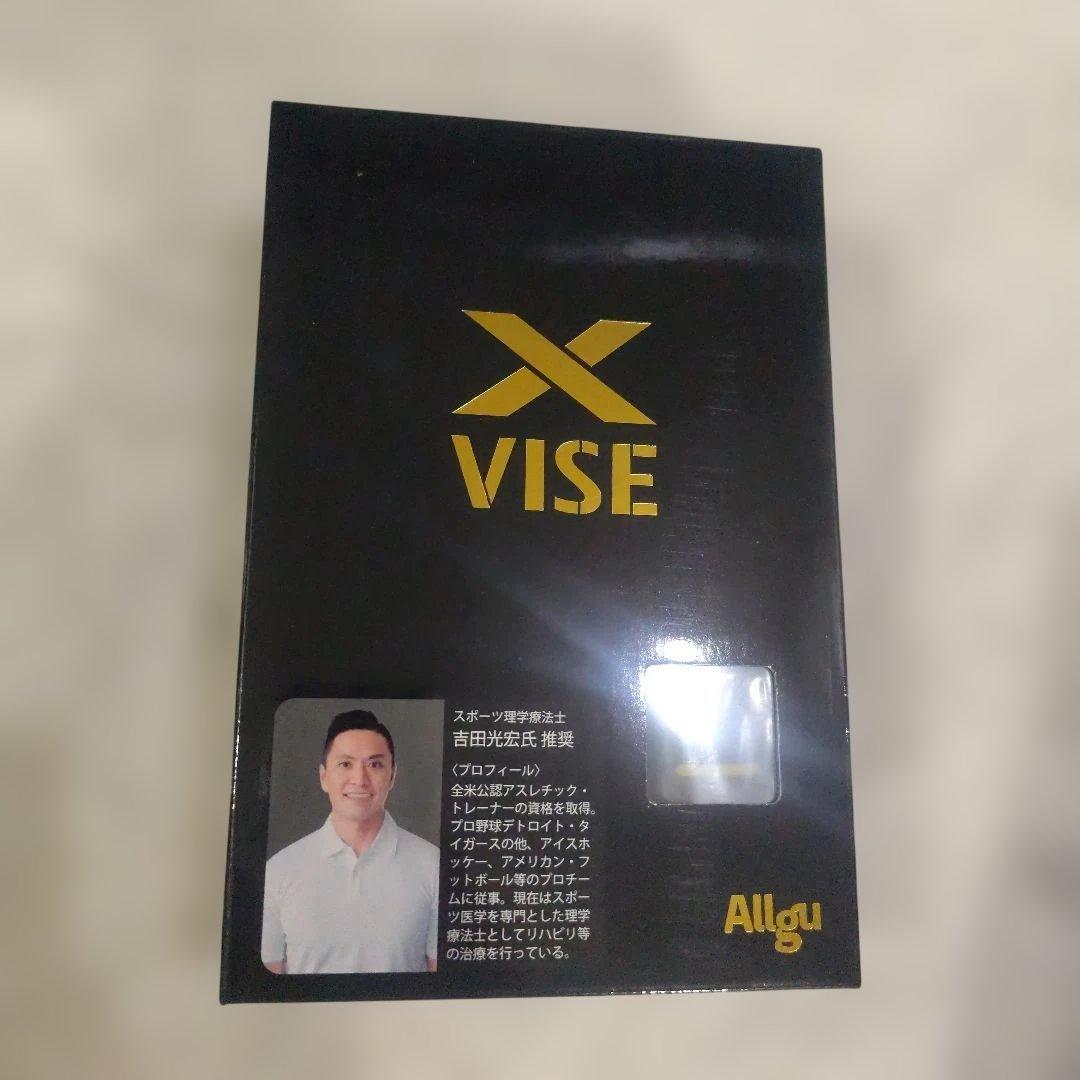 X
VISE
スポーツ理学療法士
吉田光宏氏 推奨
〈プロフィール〉
全米公認アスレチック・
トレーナーの資格を取得。
プロ野球デトロイト・タ
イガースの他、アイスホ
ッケー、アメリカン・フ
ットボール等のプロチー
ムに従事。現在はスポー
ツ医学を専門とした理学
療法士としてリハビリ等
の治療を行っている。
Allgu